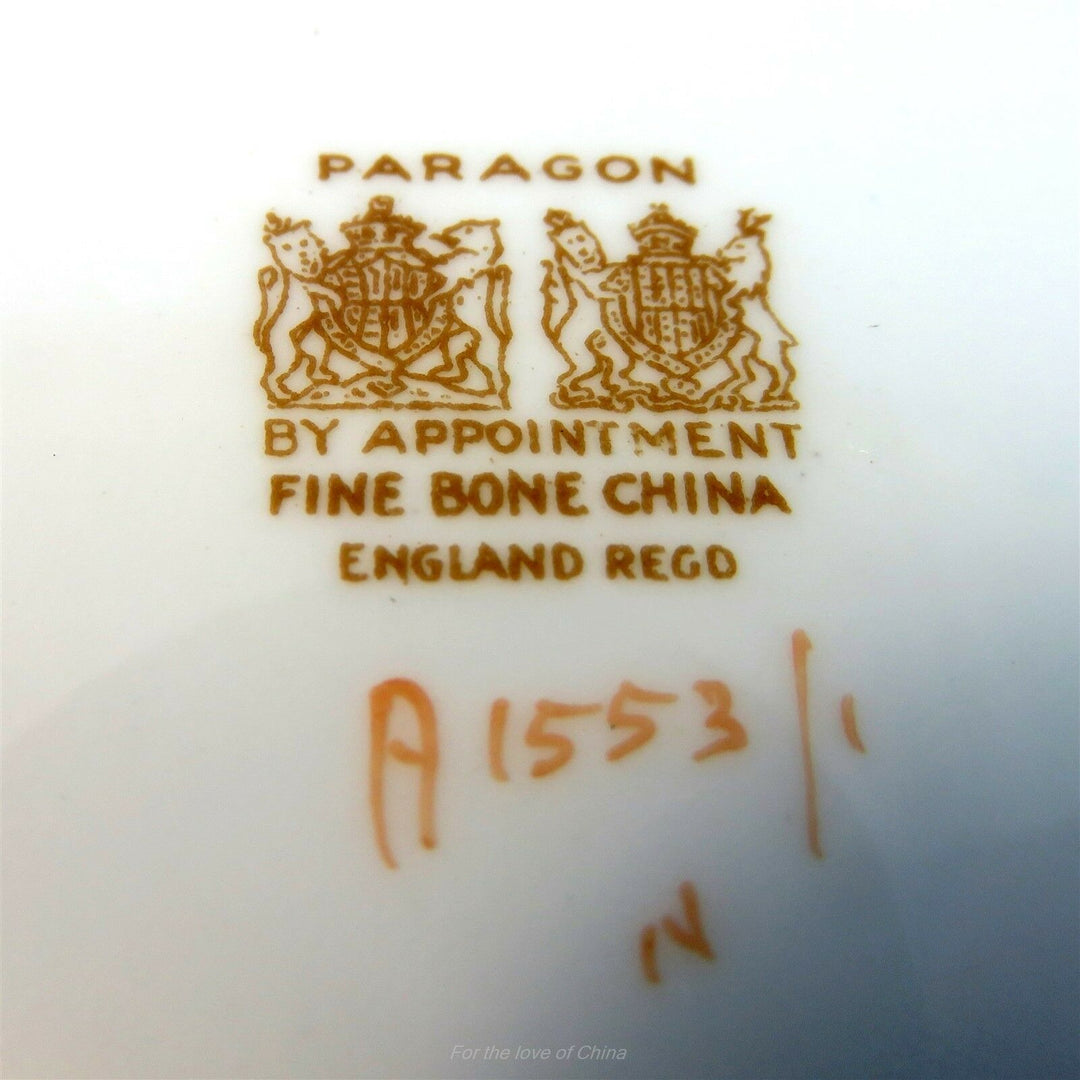 PARAGON
BY APPOINTMENT
FINE BONE CHINA
ENGLAND REGD
A1553/1
N
For the love of China